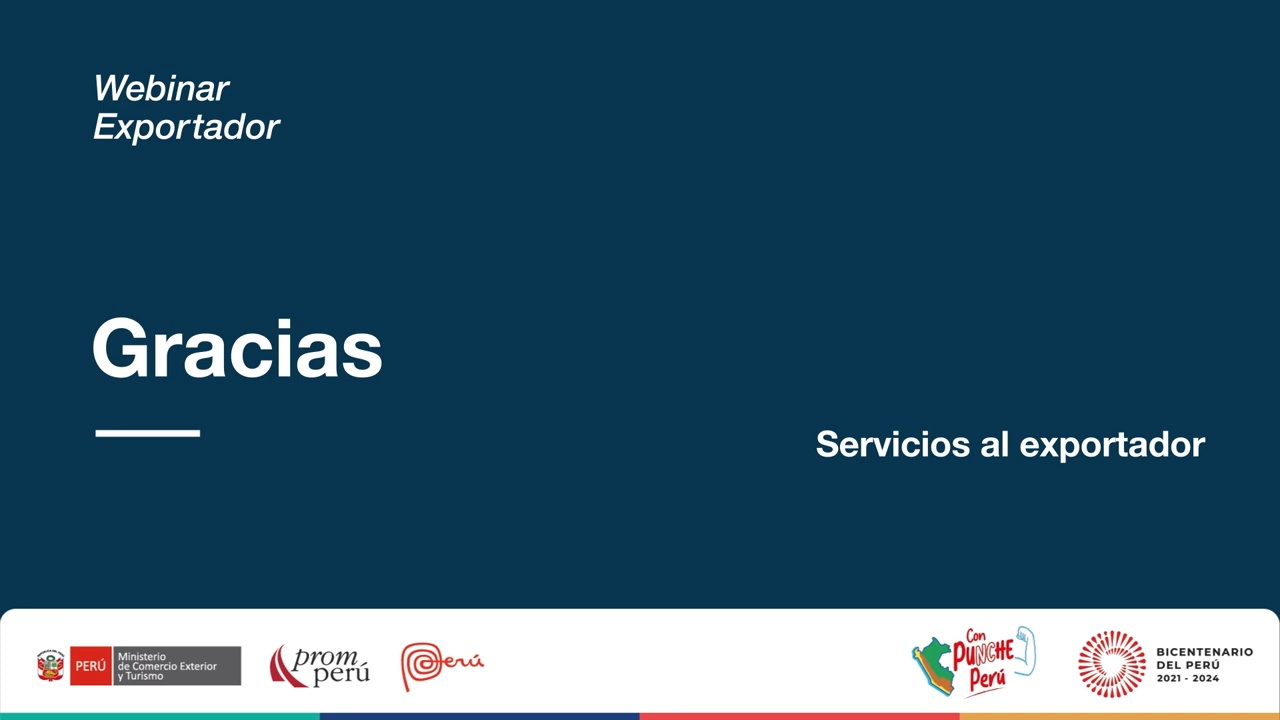 Webinar
Exportador
Gracias
Servicios al exportador
PERÚ
Ministerio
de Comercio Exterior
y Turismo
prom
perú
Perú
Con
PUNCHE
Perú
BICENTENARIO
DEL PERÚ
2021 - 2024